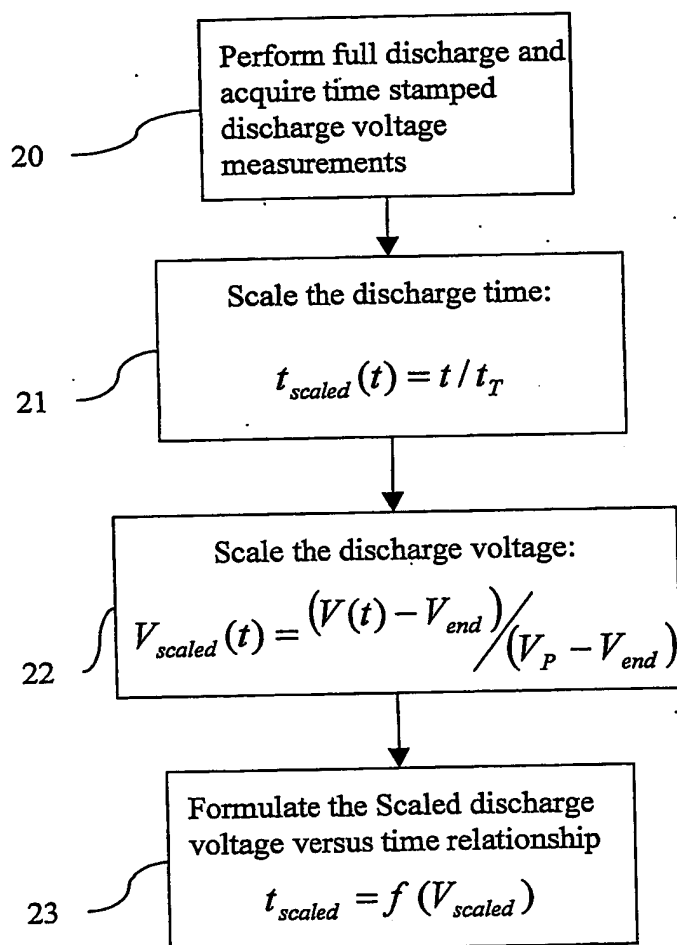 Perform full discharge and
acquire time stamped
discharge voltage
measurements
20
Scale the discharge time:
t_scaled(t) = t / t_T
21
Scale the discharge voltage:
V_scaled(t) = (V(t) − V_end)/(V_P − V_end)
22
Formulate the Scaled discharge
voltage versus time relationship
t_scaled = f (V_scaled)
23